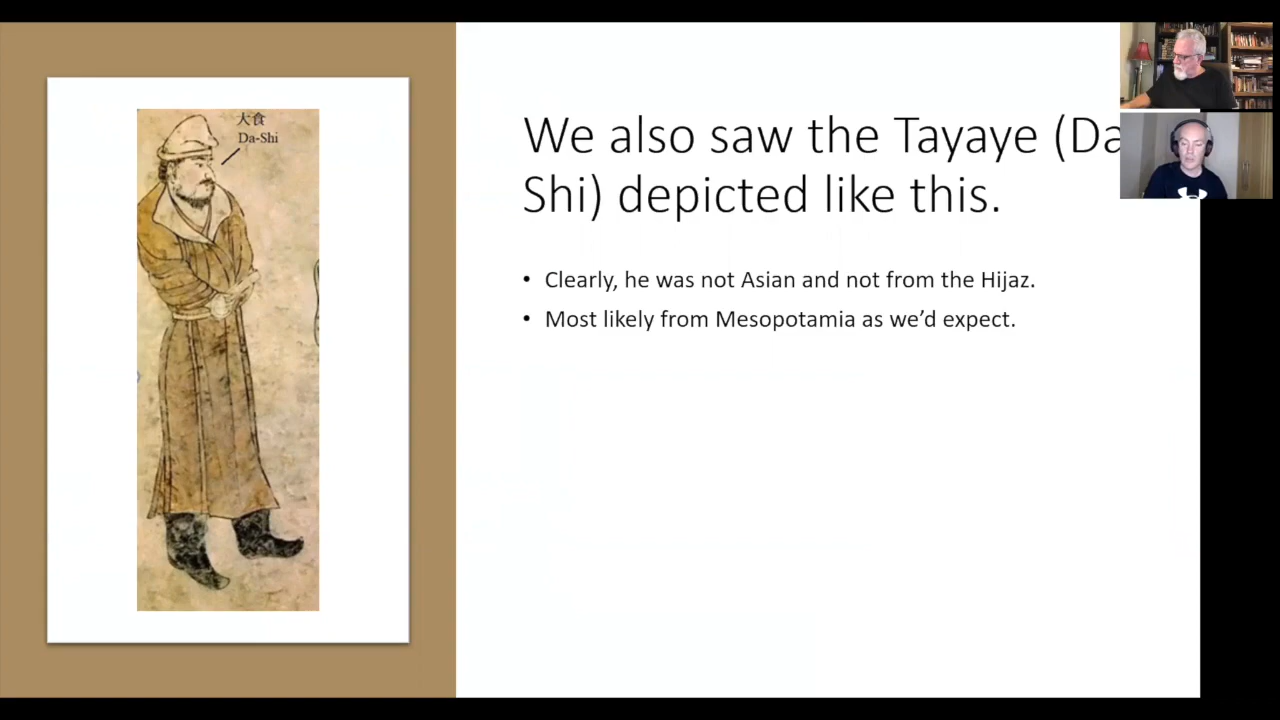 大食
Da-Shi
We also saw the Tayaye (Da
Shi) depicted like this.
• Clearly, he was not Asian and not from the Hijaz.
• Most likely from Mesopotamia as we’d expect.